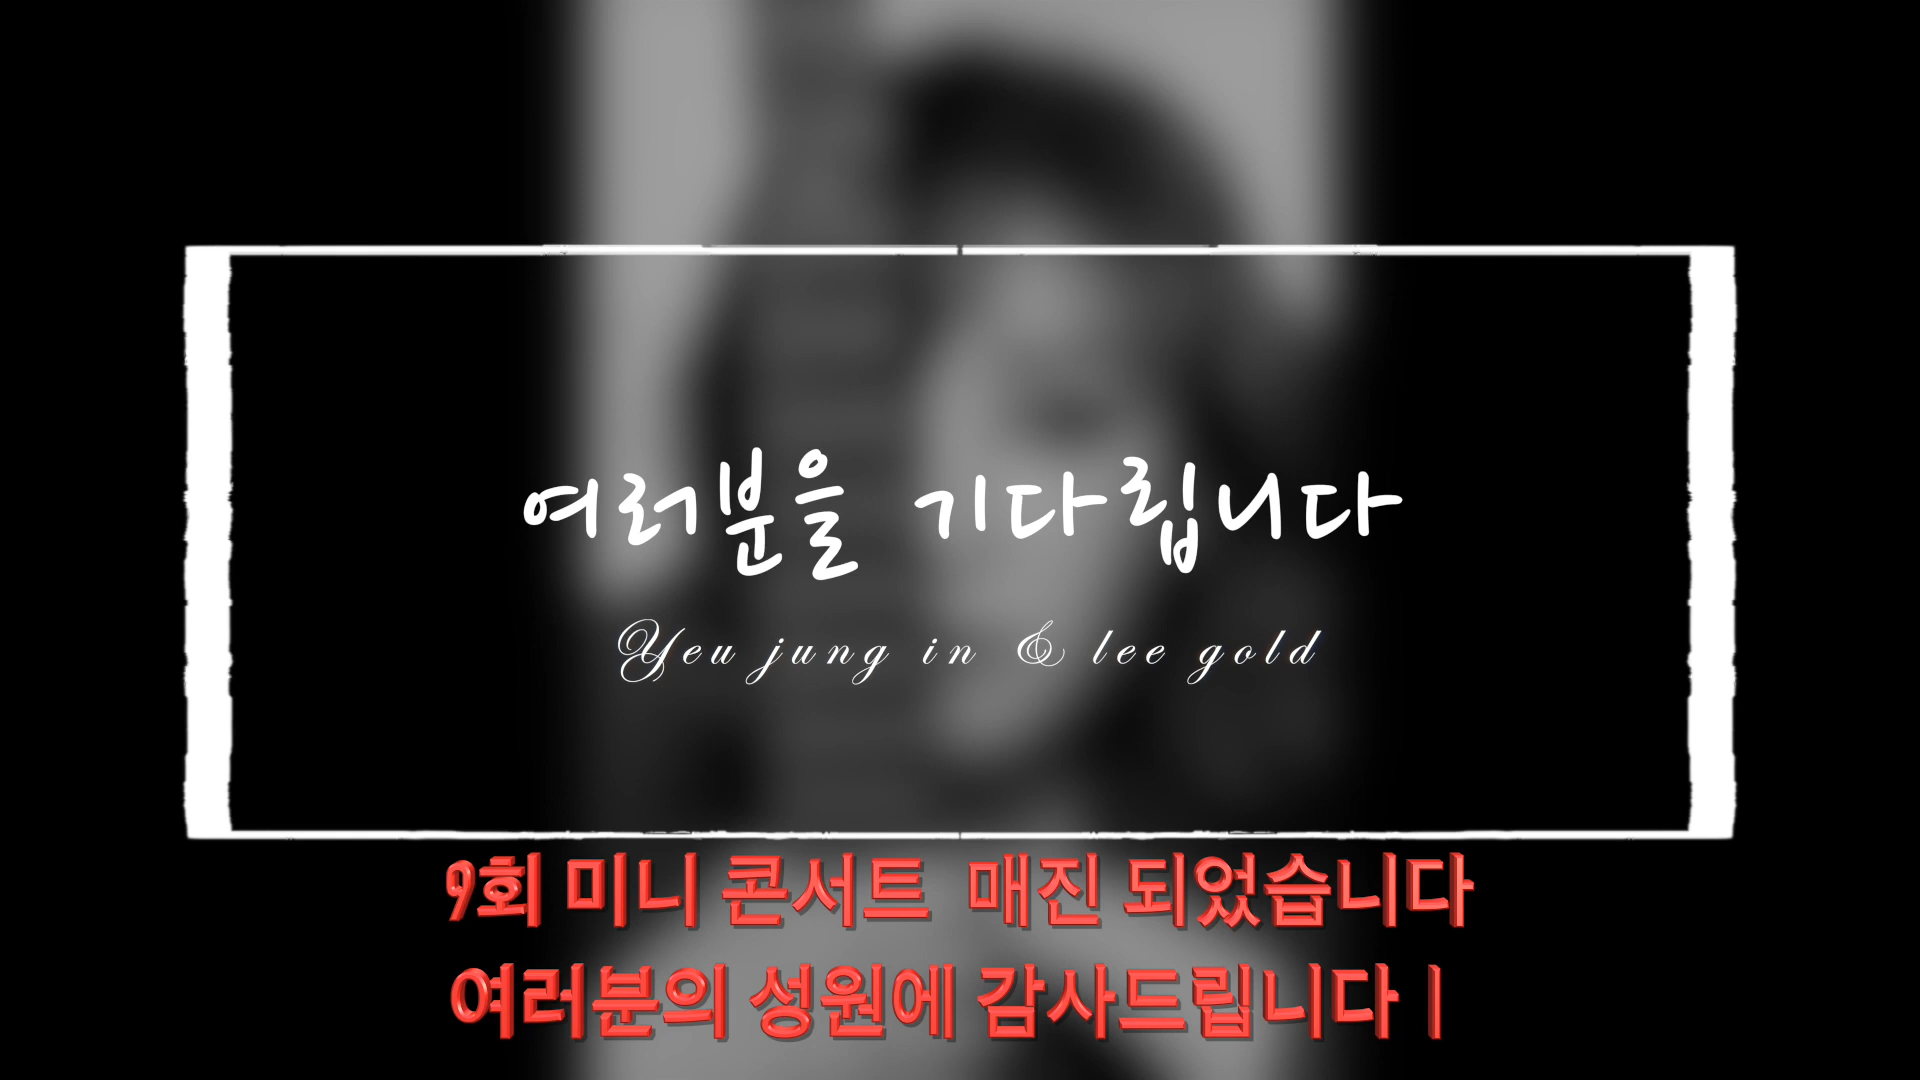 여러분을 기다립니다
Yeu jung in & lee gold
9회 미니 콘서트 매진 되었습니다
여러분의 성원에 감사드립니다 |